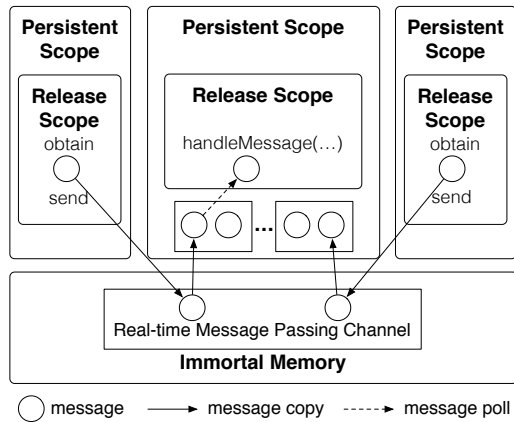 Persistent
Scope
Release
Scope
obtain
send
Persistent Scope
Release Scope
handleMessage(…)
...
Persistent
Scope
Release
Scope
obtain
send
Real-time Message Passing Channel
Immortal Memory
message
message copy
message poll